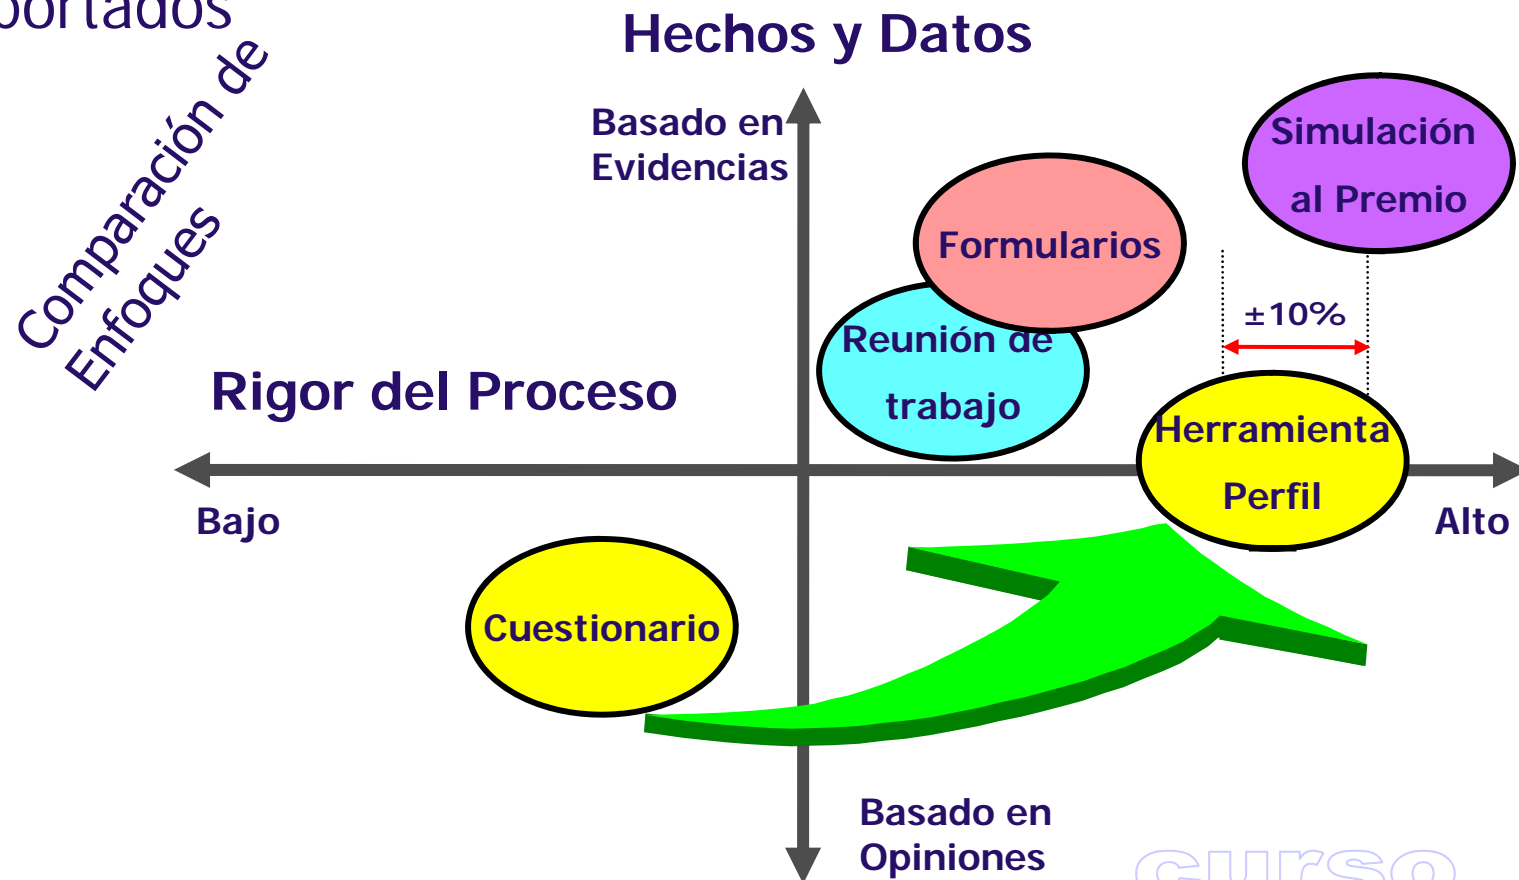 Comparación de
Enfoques
Hechos y Datos
Basado en
Evidencias
Simulación
al Premio
Formularios
±10%
Reunión de
trabajo
Rigor del Proceso
Herramienta
Perfil
Bajo
Alto
Cuestionario
Basado en
Opiniones
curso